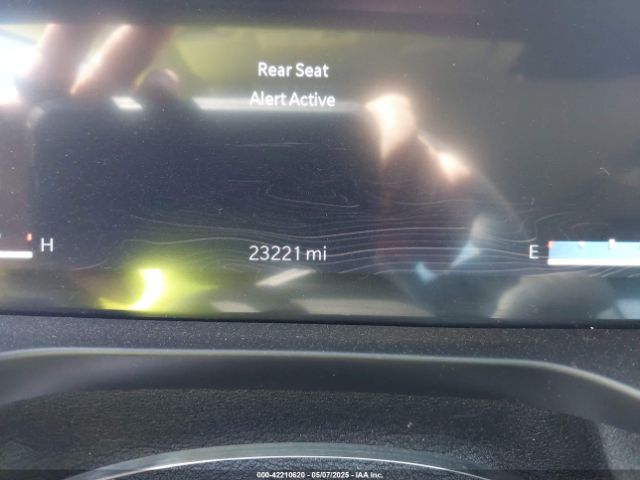 Rear Seat
Alert Active
H
23221 mi
E
000-42210620 - 05/07/2025 - IAA Inc.